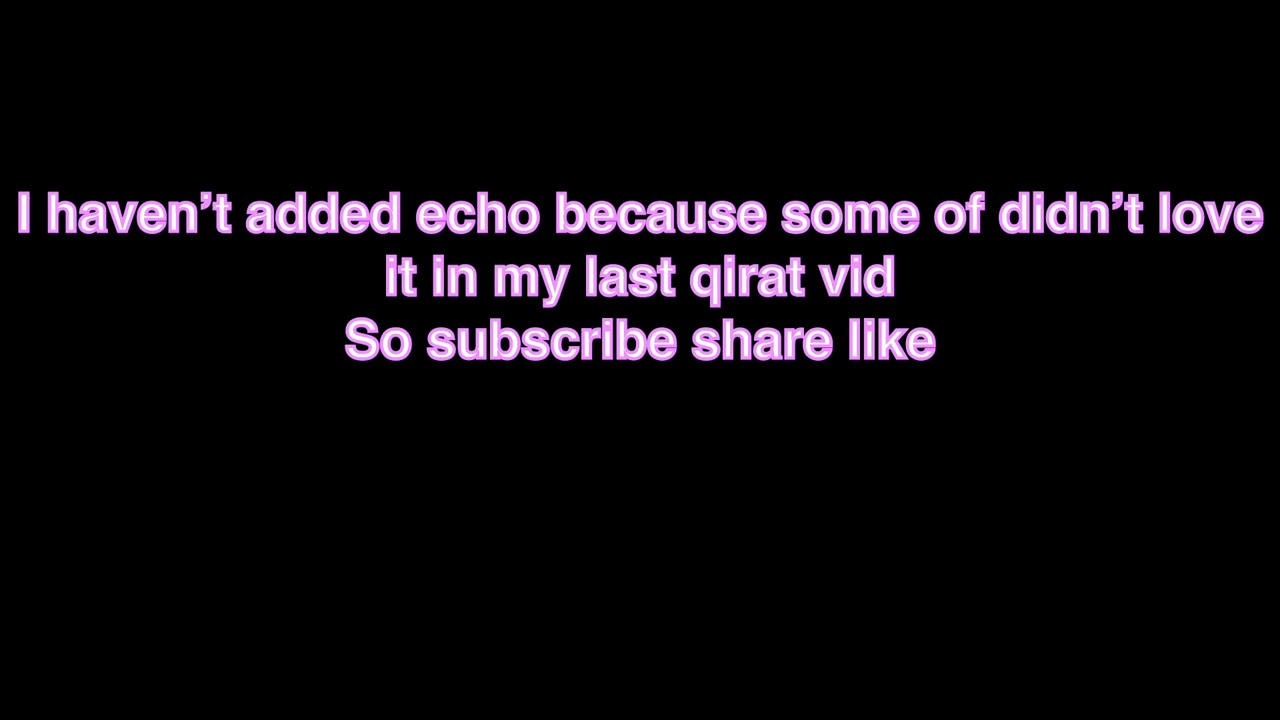 I haven’t added echo because some of didn’t love
it in my last qirat vid
So subscribe share like